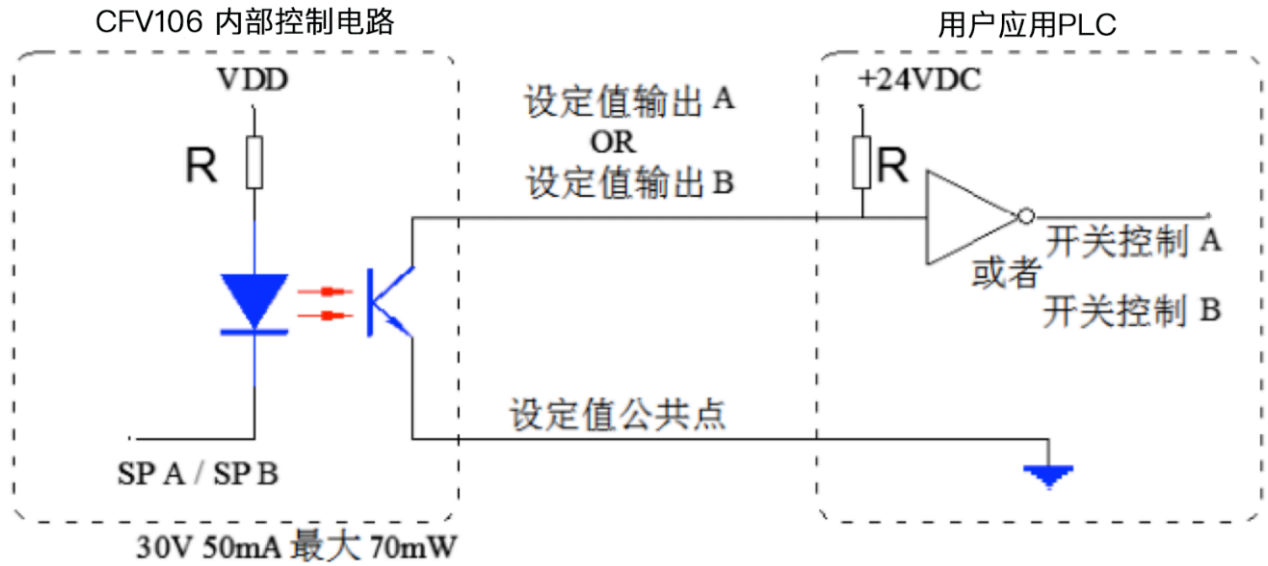 CFV106 内部控制电路
用户应用PLC
VDD
R
设定值输出 A
OR
设定值输出 B
+24VDC
R
开关控制 A
或者
开关控制 B
设定值公共点
SP A / SP B
30V 50mA 最大 70mW